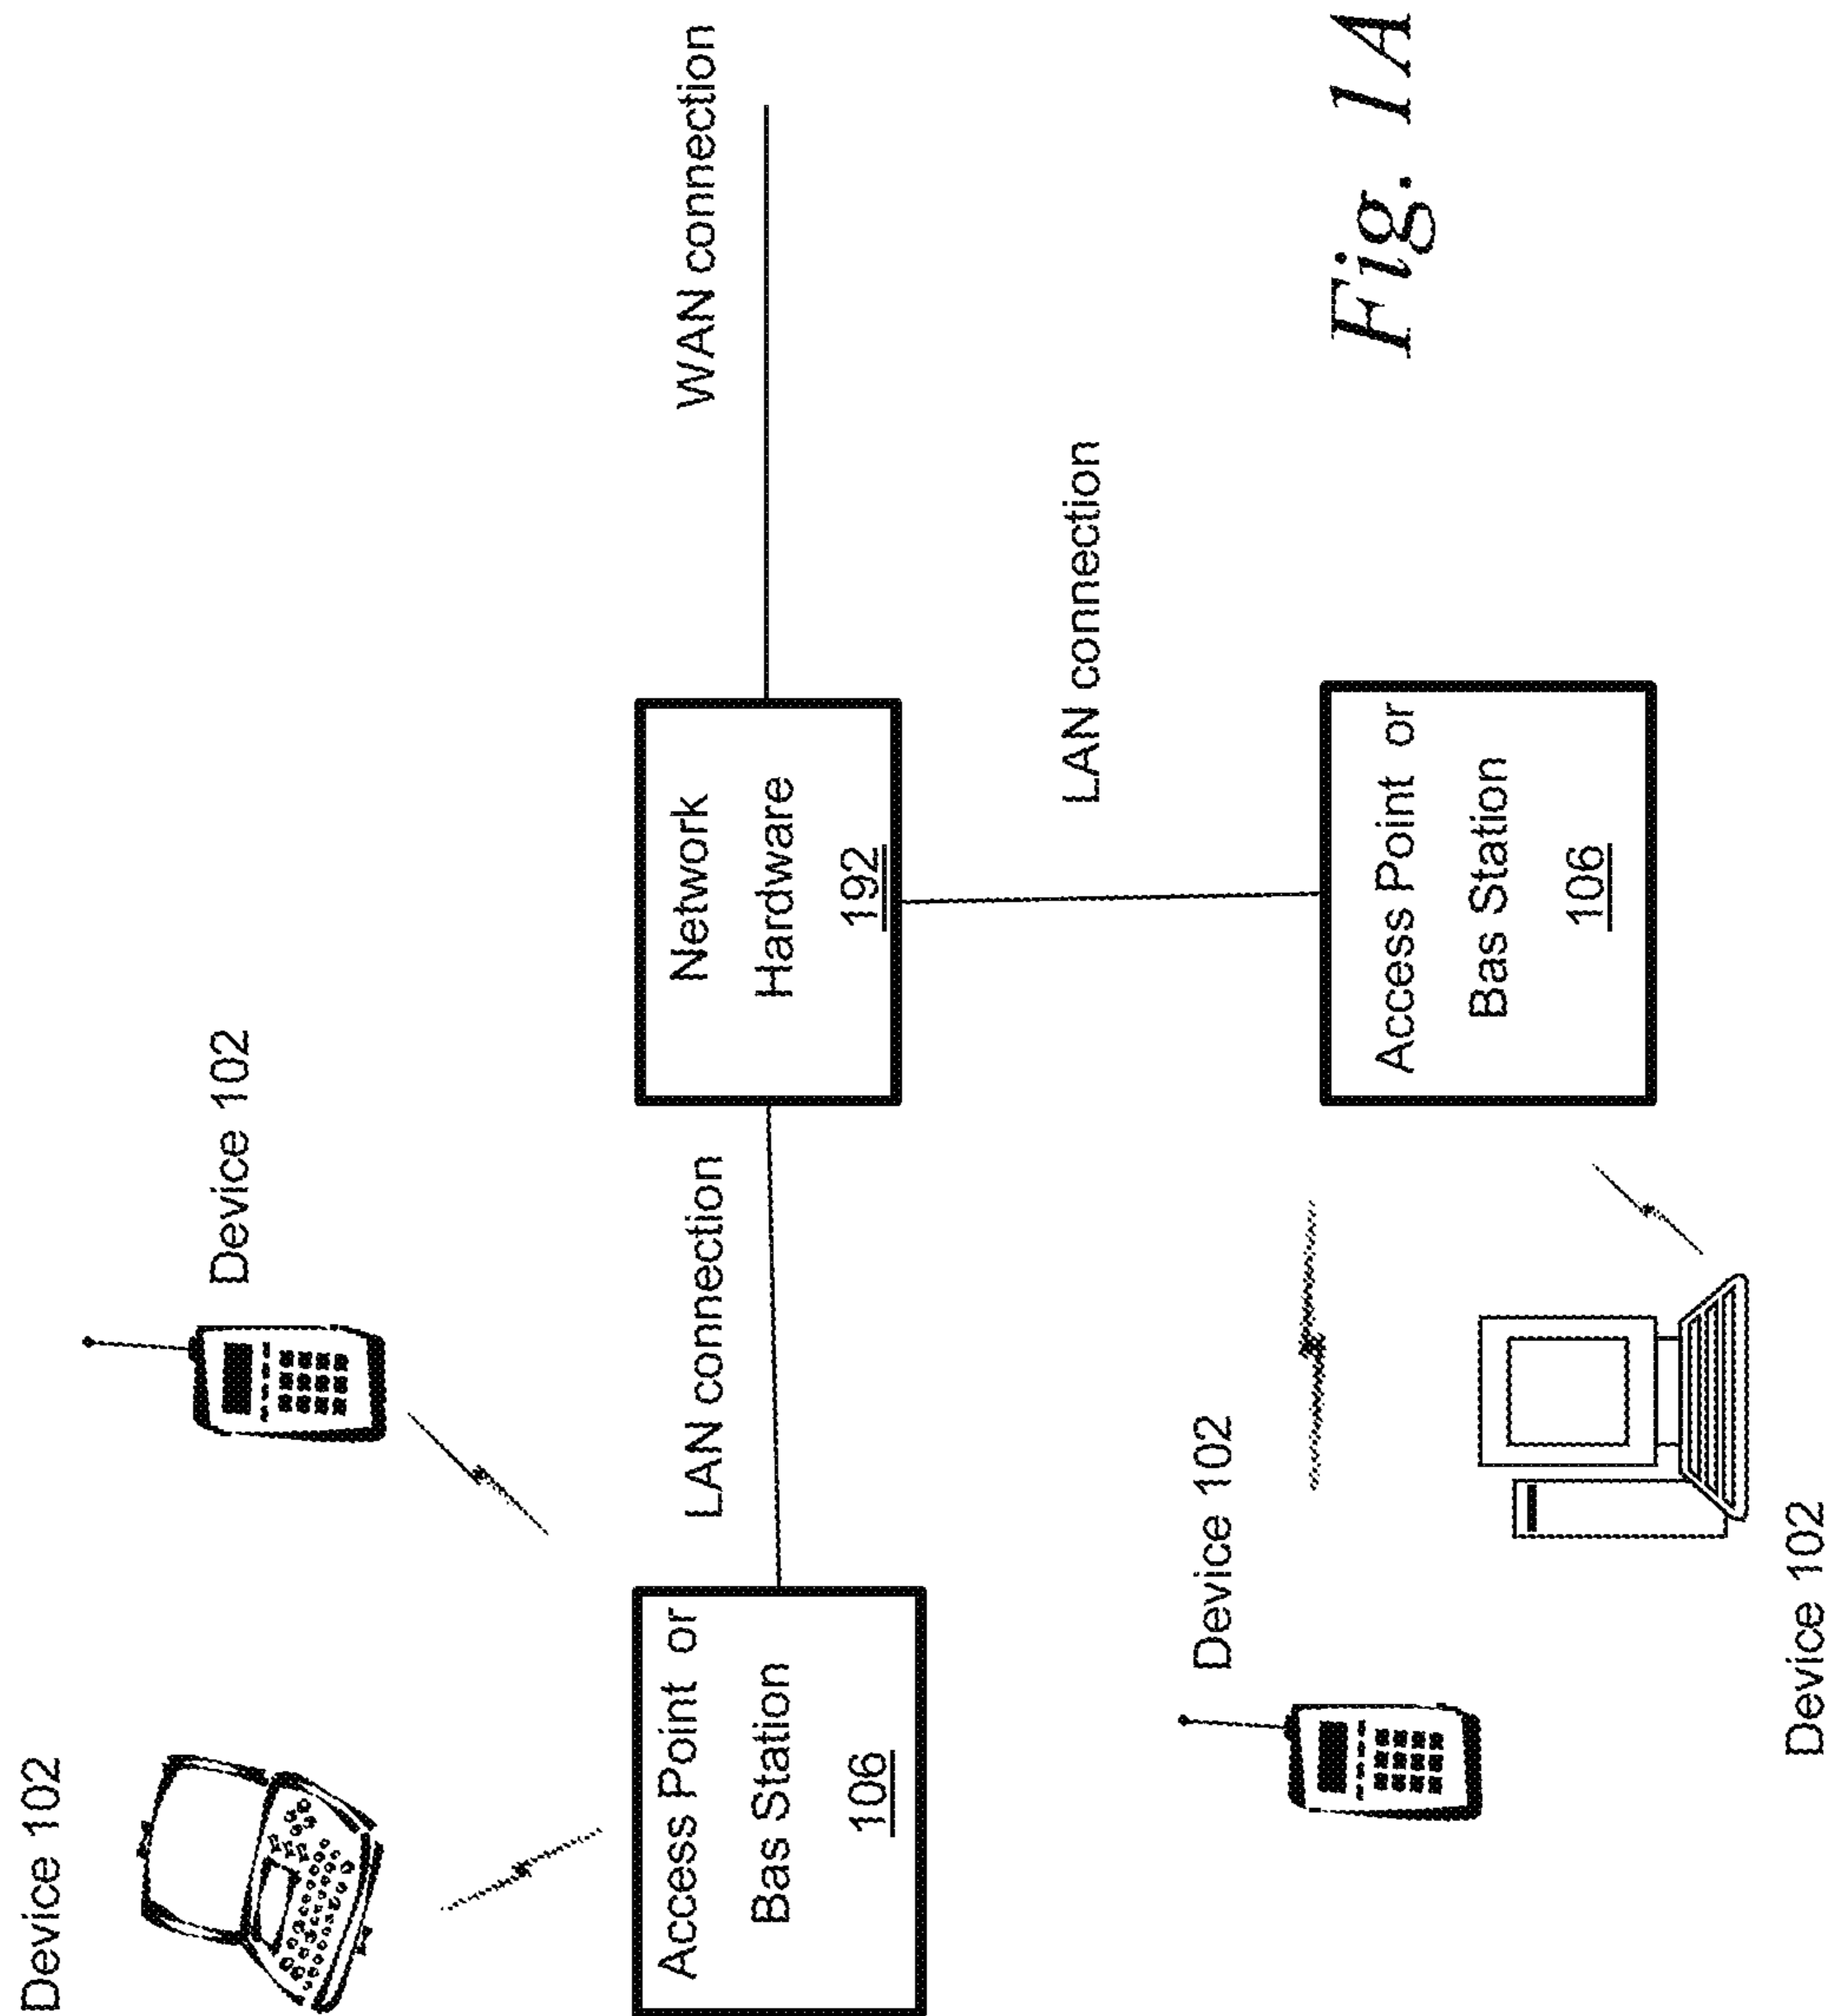 Device 102
Device 102
Access Point or
Bas Station
106
LAN connection
Network
Hardware
192
WAN connection
Device 102
Device 102
LAN connection
Access Point or
Bas Station
106
Fig. 1A